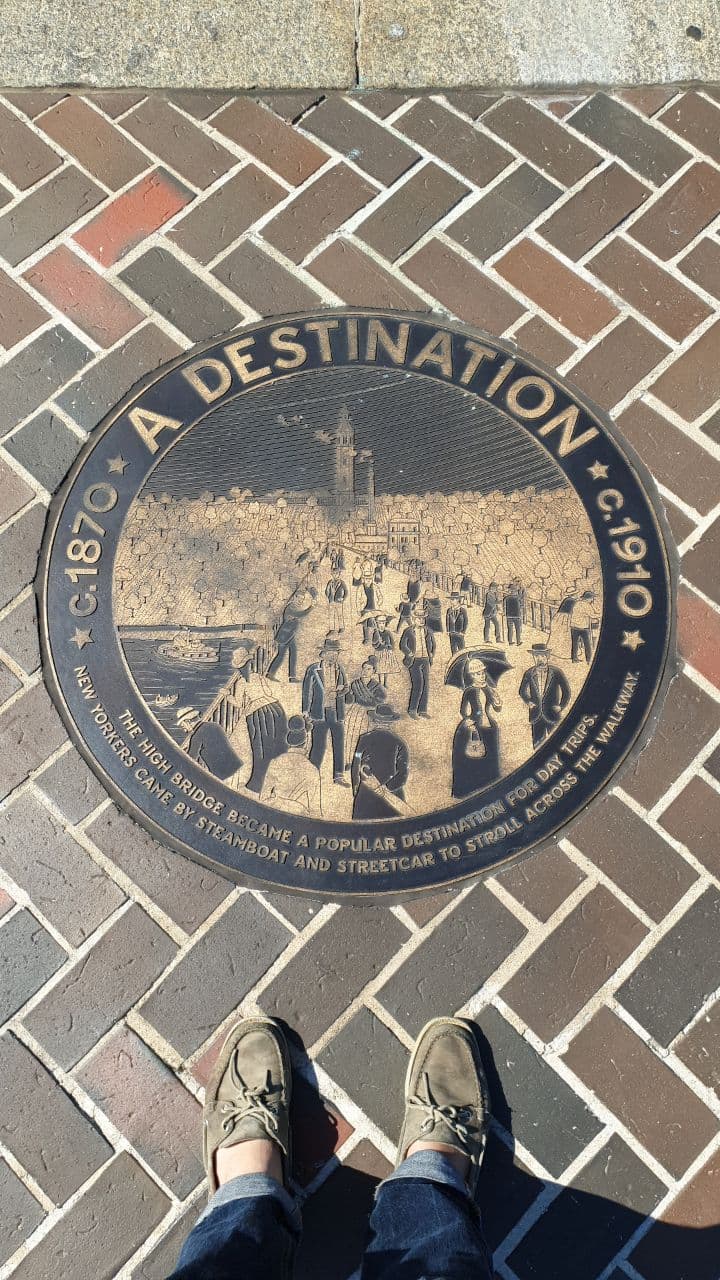 A DESTINATION
★ C.1870 ★
★ C.1910 ★
THE HIGH BRIDGE BECAME A POPULAR DESTINATION FOR DAY TRIPS.
NEW YORKERS CAME BY STEAMBOAT AND STREETCAR TO STROLL ACROSS THE WALKWAY.